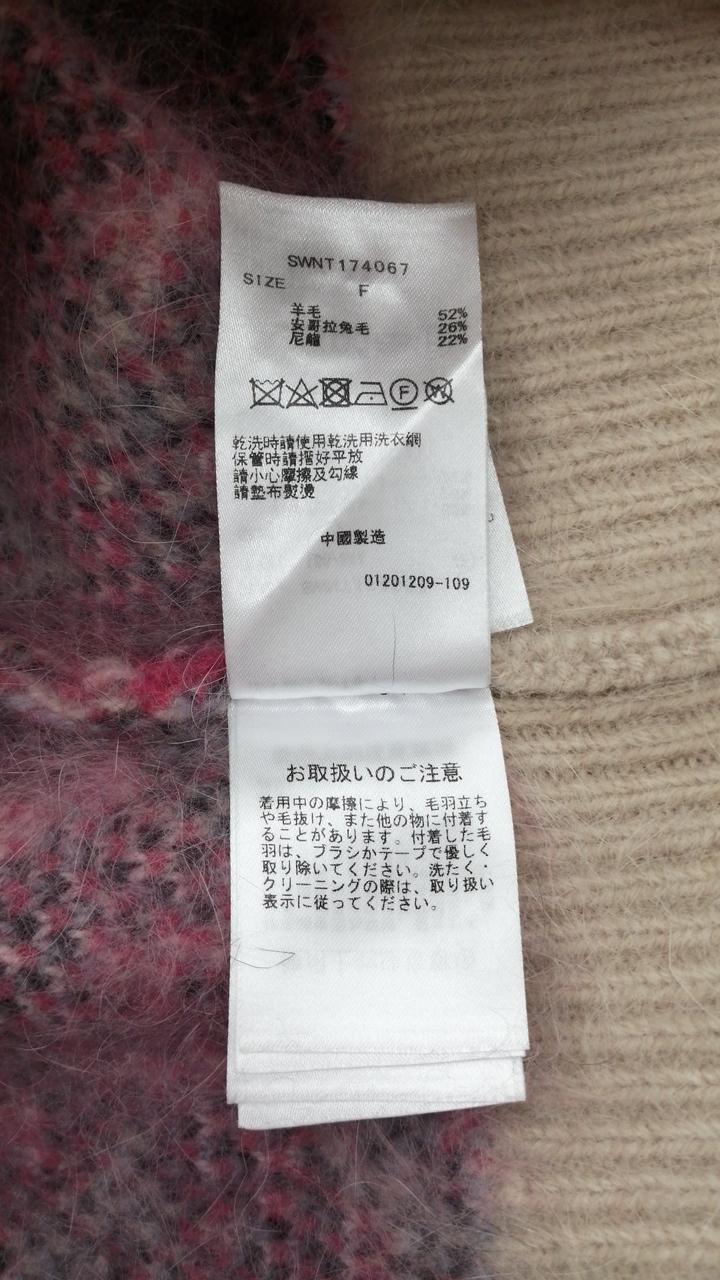 SWNT174067
SIZE F
羊毛 52%
安哥拉兔毛 26%
尼龍 22%
F W
乾洗時請使用乾洗用洗衣網
保管時請摺好平放
請小心摩擦及勾線
請墊布熨燙
中國製造
01201209-109
お取扱いのご注意
着用中の摩擦により、毛羽立ち
や毛抜け、また他の物に付着す
ることがあります。付着した毛
羽は、ブラシかテープで優しく
取り除いてください。洗たく・
クリーニングの際は、取り扱い
表示に従ってください。